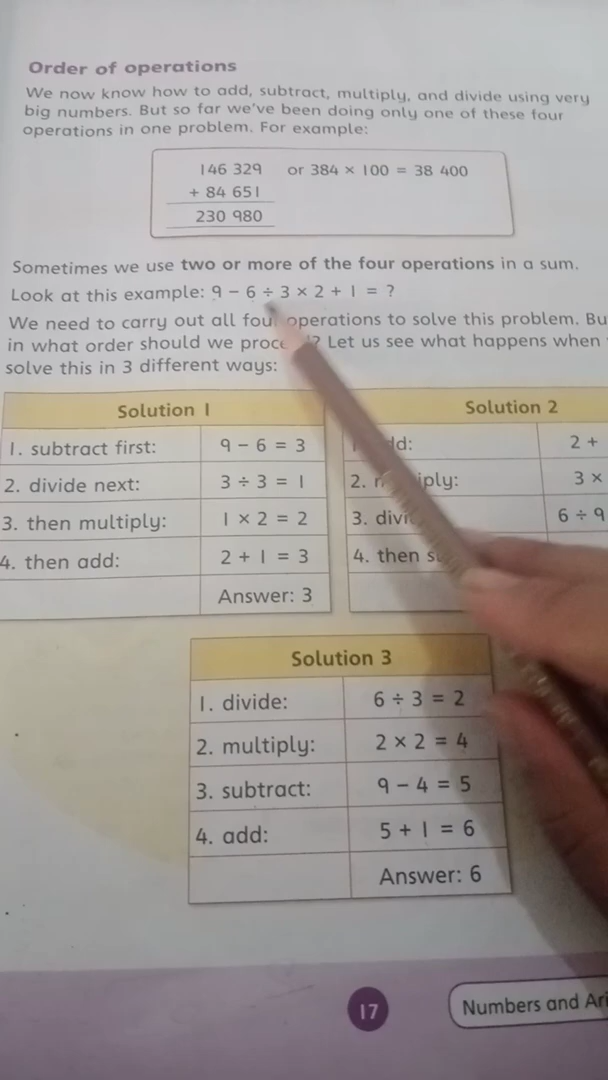 Order of operations
We now know how to add, subtract, multiply, and divide using very
big numbers. But so far we've been doing only one of these four
operations in one problem. For example:
146 329 or 384 × 100 = 38 400
+ 84 651
230 980
Sometimes we use two or more of the four operations in a sum.
Look at this example: 9 – 6 ÷ 3 × 2 + 1 = ?
We need to carry out all four operations to solve this problem. Bu
in what order should we Let us see what happens when
solve this in 3 different ways:
Solution 1
1. subtract first: 9 – 6 = 3
2. divide next: 3 ÷ 3 = 1
3. then multiply: 1 × 2 = 2
4. then add: 2 + 1 = 3
Answer: 3
Solution 2
2 +
2. 3 ×
3. 6 ÷ 9
4. then
Solution 3
1. divide: 6 ÷ 3 = 2
2. multiply: 2 × 2 = 4
3. subtract: 9 – 4 = 5
4. add: 5 + 1 = 6
Answer: 6
17
Numbers and